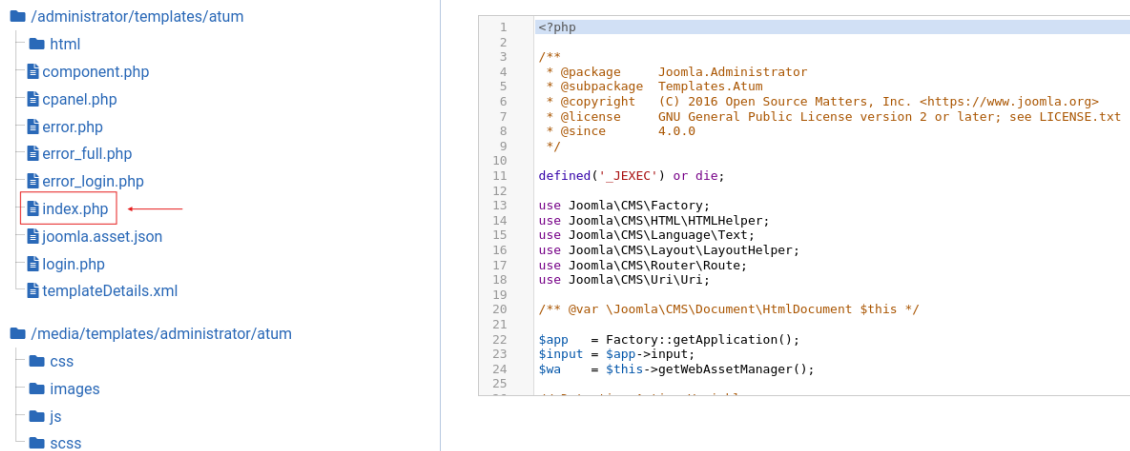 /administrator/templates/atum
html
component.php
cpanel.php
error.php
error_full.php
error_login.php
index.php
joomla.asset.json
login.php
templateDetails.xml
/media/templates/administrator/atum
css
images
js
scss
1 <?php
2
3 /**
4 * @package Joomla.Administrator
5 * @subpackage Templates.Atum
6 * @copyright (C) 2016 Open Source Matters, Inc. <https://www.joomla.org>
7 * @license GNU General Public License version 2 or later; see LICENSE.txt
8 * @since 4.0.0
9 */
10
11 defined('_JEXEC') or die;
12
13 use Joomla\CMS\Factory;
14 use Joomla\CMS\HTML\HTMLHelper;
15 use Joomla\CMS\Language\Text;
16 use Joomla\CMS\Layout\LayoutHelper;
17 use Joomla\CMS\Router\Route;
18 use Joomla\CMS\Uri\Uri;
19
20 /** @var \Joomla\CMS\Document\HtmlDocument $this */
21
22 $app = Factory::getApplication();
23 $input = $app->input;
24 $wa = $this->getWebAssetManager();
25